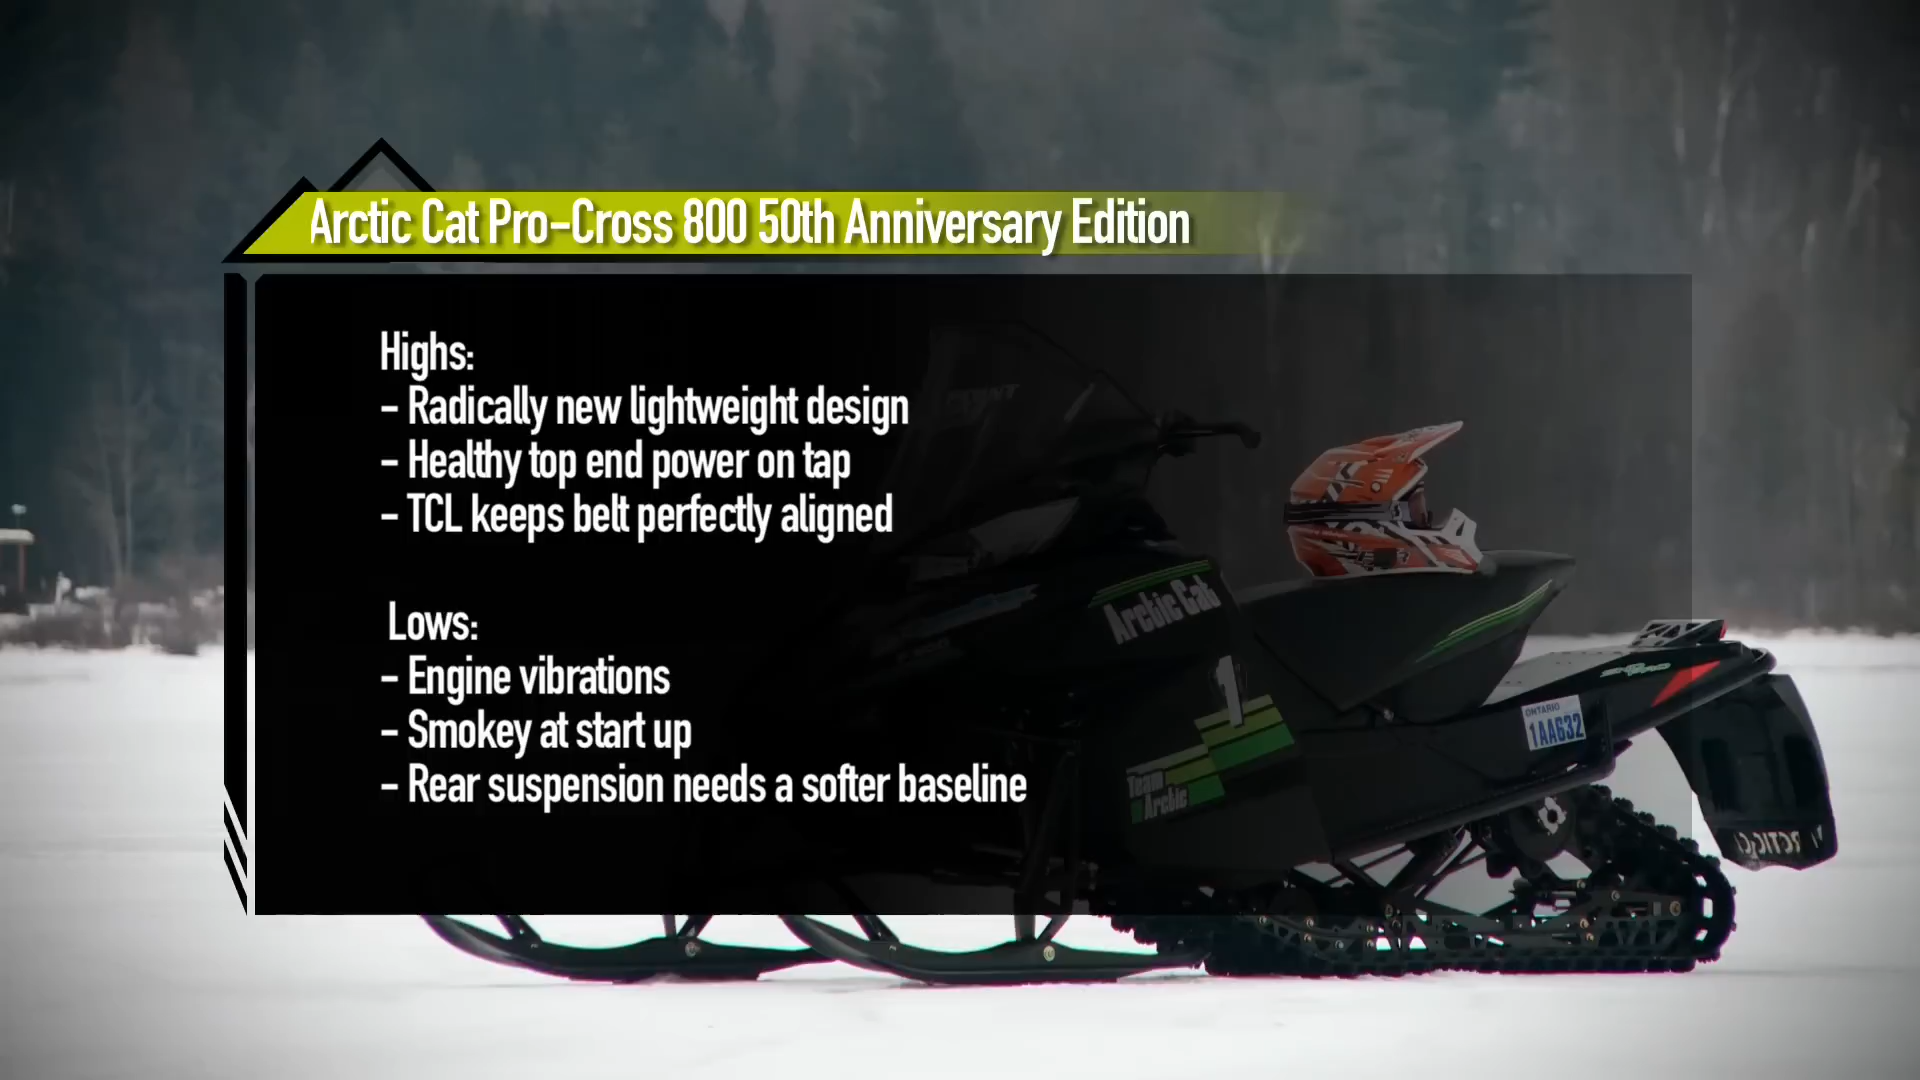 Arctic Cat Pro-Cross 800 50th Anniversary Edition
Highs:
- Radically new lightweight design
- Healthy top end power on tap
- TCL keeps belt perfectly aligned
Lows:
- Engine vibrations
- Smokey at start up
- Rear suspension needs a softer baseline
Arctic Cat
1
Team
Arctic
ONTARIO
1AA632